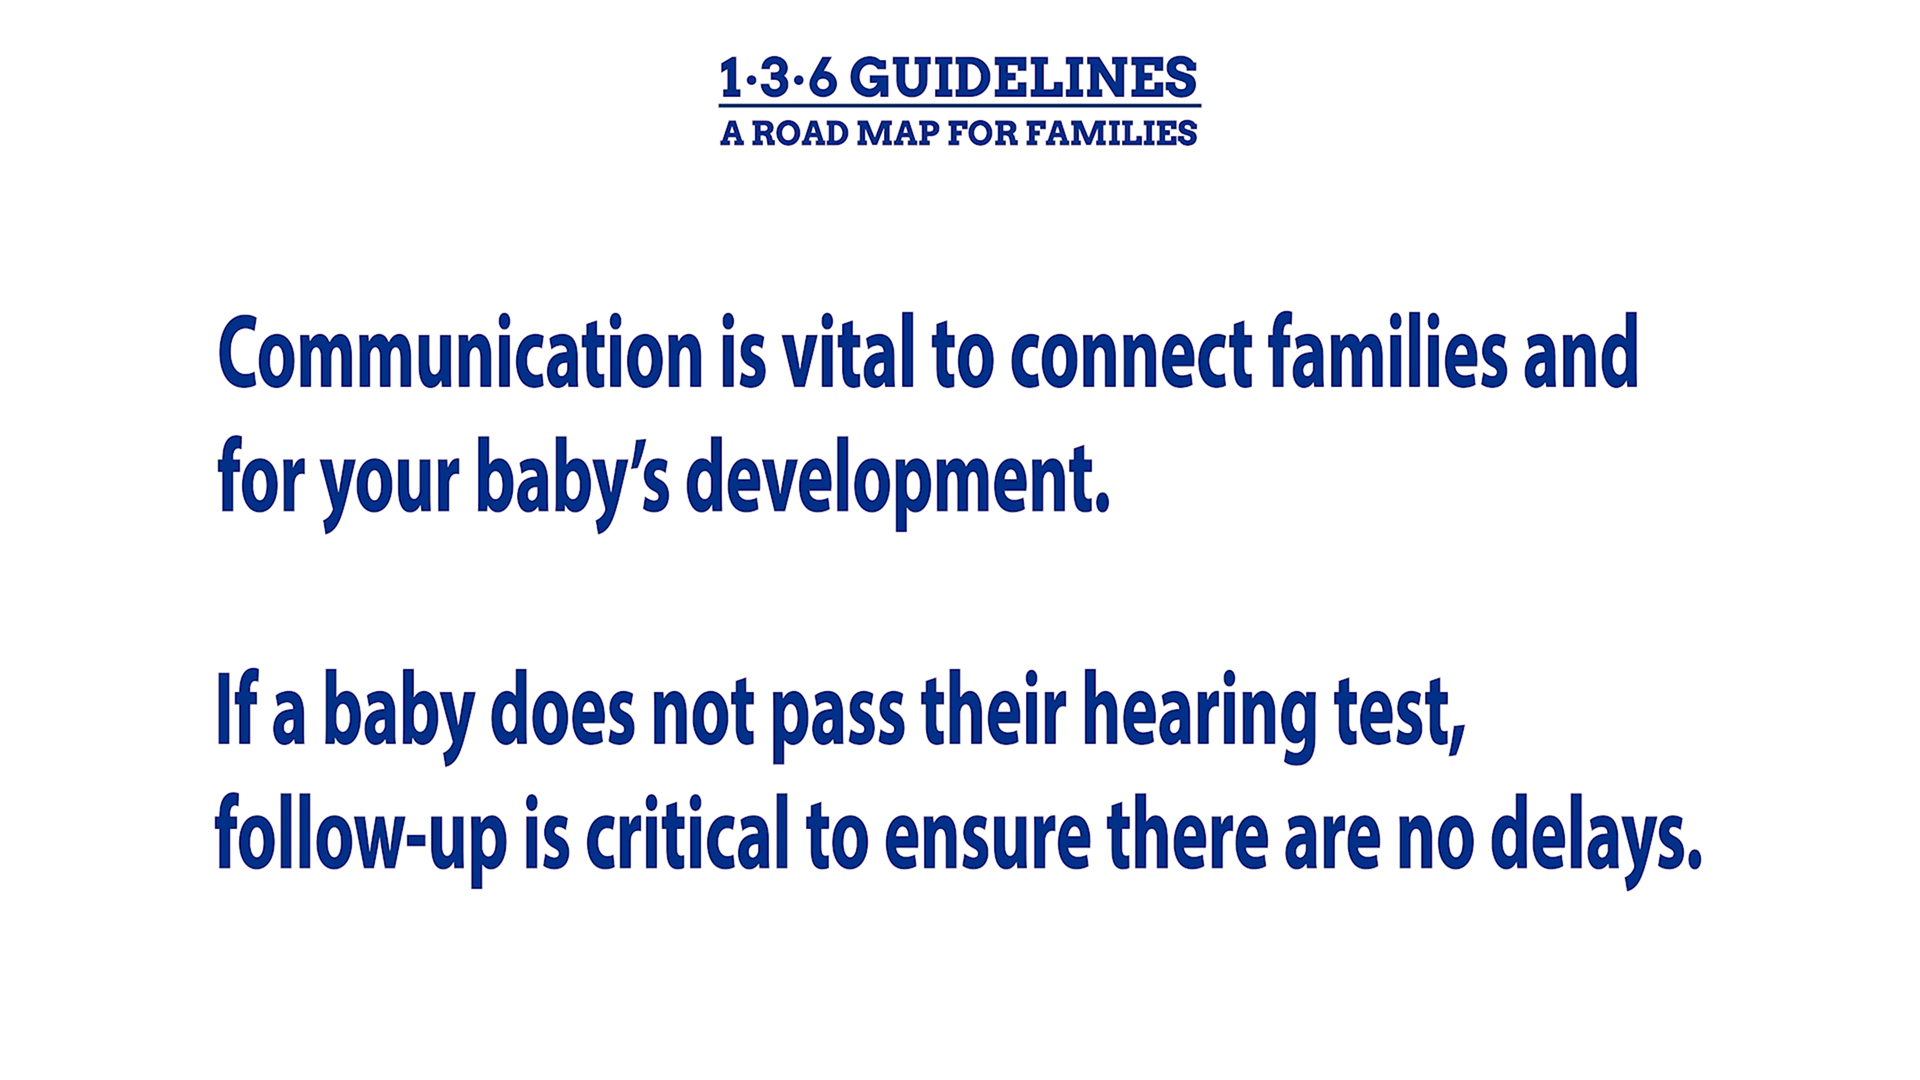 1·3·6 GUIDELINES
A ROAD MAP FOR FAMILIES
Communication is vital to connect families and
for your baby’s development.
If a baby does not pass their hearing test,
follow-up is critical to ensure there are no delays.